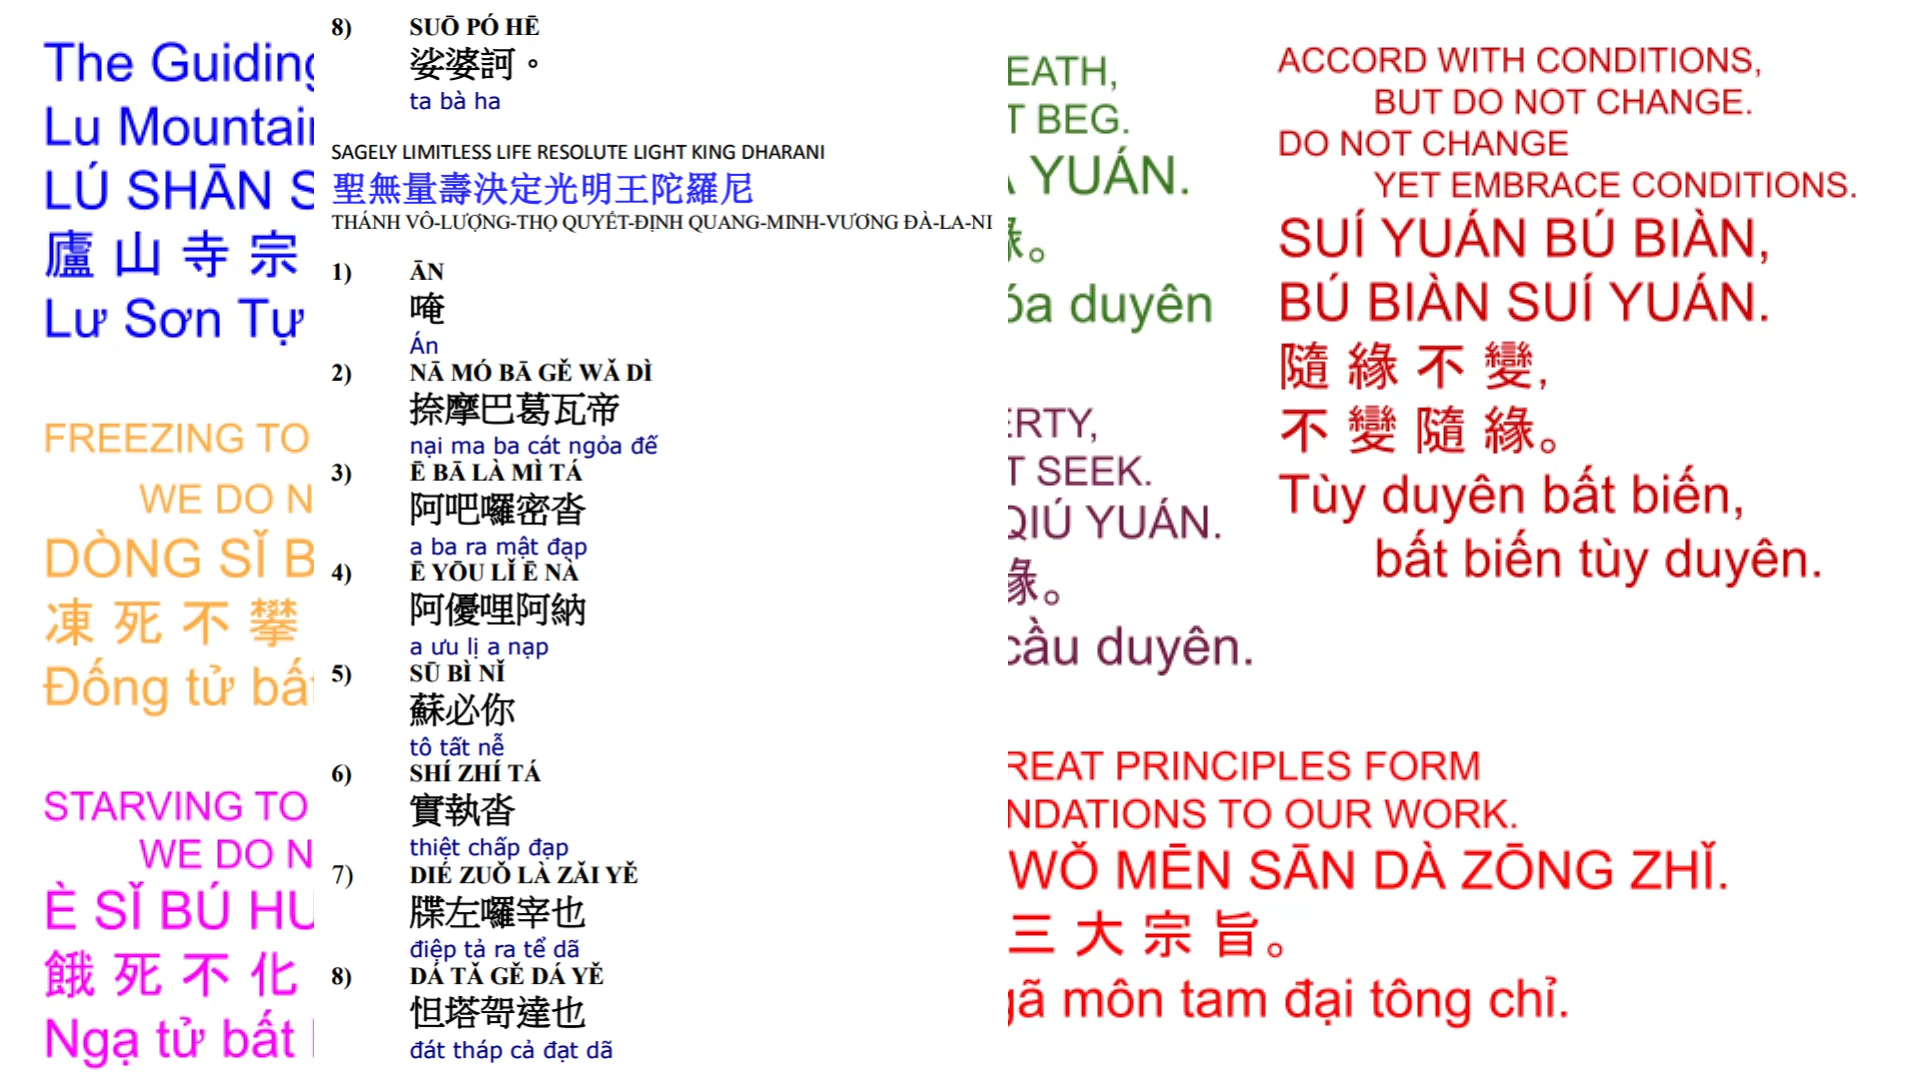 The Guiding
Lu Mountain
LÚ SHĀN S
廬 山 寺 宗
Lư Sơn Tự
FREEZING TO
WE DO N
DÒNG SǏ B
凍 死 不 攀
Đống tử bất
STARVING TO
WE DO N
È SǏ BÚ HU
餓 死 不 化
Ngạ tử bất
8) SUŌ PÓ HĒ
娑婆訶。
ta bà ha
SAGELY LIMITLESS LIFE RESOLUTE LIGHT KING DHARANI
聖無量壽決定光明王陀羅尼
THÁNH VÔ-LƯỢNG-THỌ QUYẾT-ĐỊNH QUANG-MINH-VƯƠNG ĐÀ-LA-NI
1) ĀN
唵
Án
2) NĀ MÓ BĀ GĚ WǍ DÌ
捺摩巴葛瓦帝
nại ma ba cát ngỏa đế
3) Ē BĀ LÀ MÌ TÁ
阿吧囉密沓
a ba ra mật đạp
4) Ē YŌU LǏ Ē NÀ
阿優哩阿納
a ưu lị a nạp
5) SŪ BÌ NǏ
蘇必你
tô tất nễ
6) SHÍ ZHÍ TÁ
實執沓
thiệt chấp đạp
7) DIÉ ZUǑ LÀ ZǍI YĚ
牒左囉宰也
điệp tả ra tể dã
8) DÁ TǍ GĚ DÁ YĚ
怛塔哿達也
đát tháp cả đạt dã
EATH,
T BEG.
YUÁN.
緣。
óa duyên
ERTY,
T SEEK.
QIÚ YUÁN.
緣。
cầu duyên.
ACCORD WITH CONDITIONS,
BUT DO NOT CHANGE.
DO NOT CHANGE
YET EMBRACE CONDITIONS.
SUÍ YUÁN BÚ BIÀN,
BÚ BIÀN SUÍ YUÁN.
隨 緣 不 變,
不 變 隨 緣。
Tùy duyên bất biến,
bất biến tùy duyên.
REAT PRINCIPLES FORM
NDATIONS TO OUR WORK.
WǑ MĒN SĀN DÀ ZŌNG ZHǏ.
三 大 宗 旨。
gã môn tam đại tông chỉ.